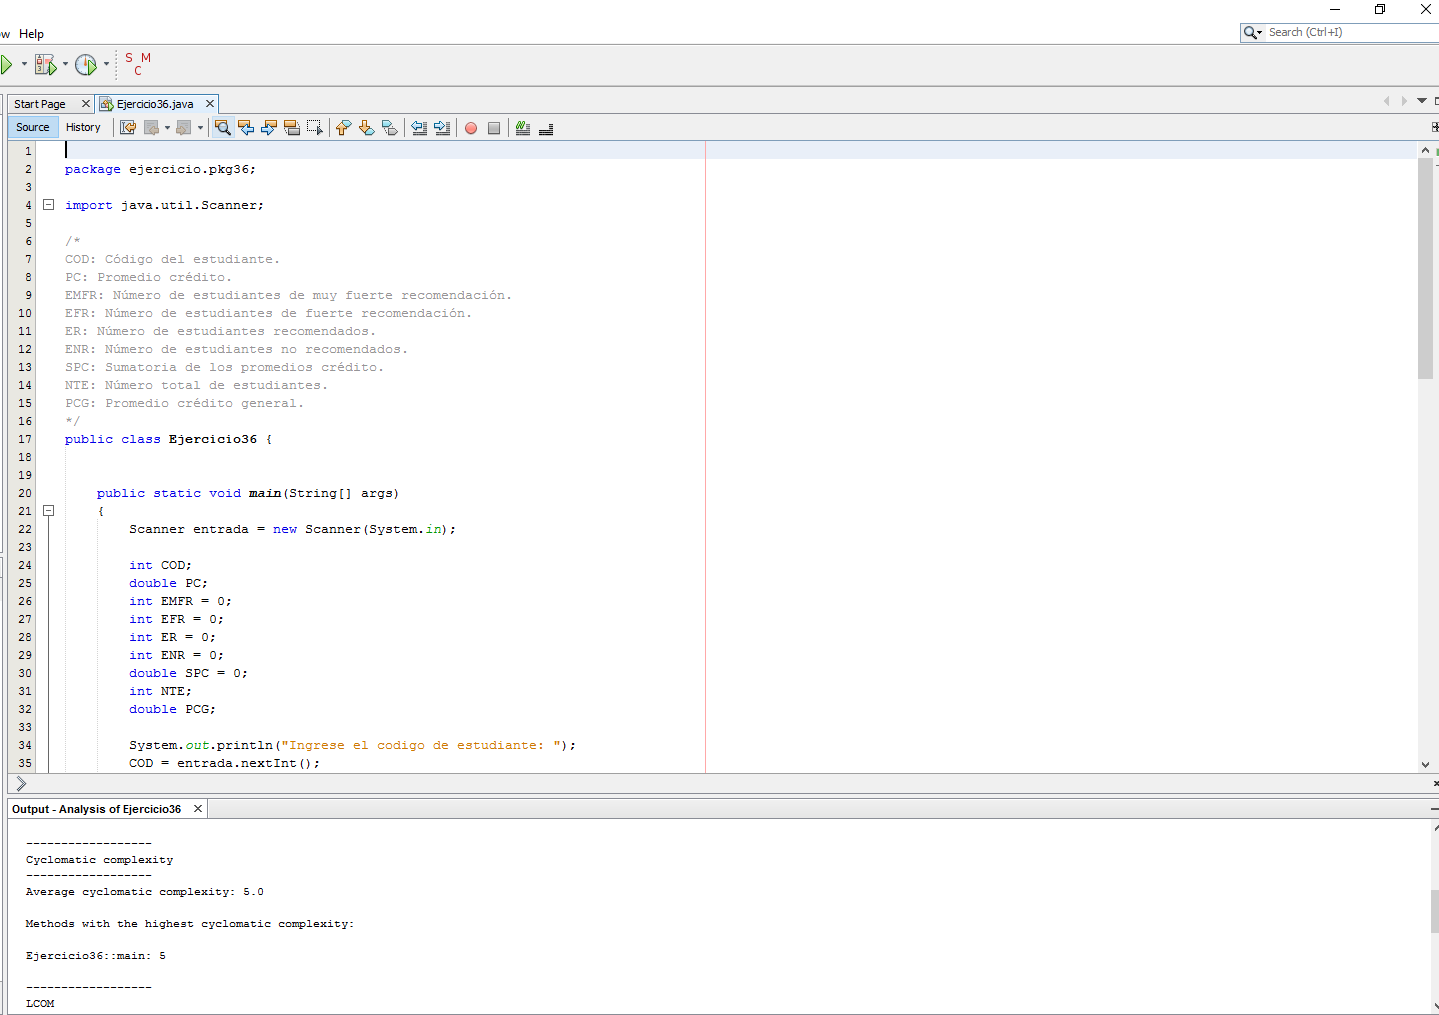 Help
Search (Ctrl+I)
S M
C
Start Page
Ejercicio36.java
Source
History
1
2 package ejercicio.pkg36;
3
4 import java.util.Scanner;
5
6 /*
7 COD: Código del estudiante.
8 PC: Promedio crédito.
9 EMFR: Número de estudiantes de muy fuerte recomendación.
10 EFR: Número de estudiantes de fuerte recomendación.
11 ER: Número de estudiantes recomendados.
12 ENR: Número de estudiantes no recomendados.
13 SPC: Sumatoria de los promedios crédito.
14 NTE: Número total de estudiantes.
15 PCG: Promedio crédito general.
16 */
17 public class Ejercicio36 {
18
19
20 public static void main(String[] args)
21 {
22 Scanner entrada = new Scanner(System.in);
23
24 int COD;
25 double PC;
26 int EMFR = 0;
27 int EFR = 0;
28 int ER = 0;
29 int ENR = 0;
30 double SPC = 0;
31 int NTE;
32 double PCG;
33
34 System.out.println("Ingrese el codigo de estudiante: ");
35 COD = entrada.nextInt();
Output - Analysis of Ejercicio36
------------------
Cyclomatic complexity
------------------
Average cyclomatic complexity: 5.0
Methods with the highest cyclomatic complexity:
Ejercicio36::main: 5
------------------
LCOM